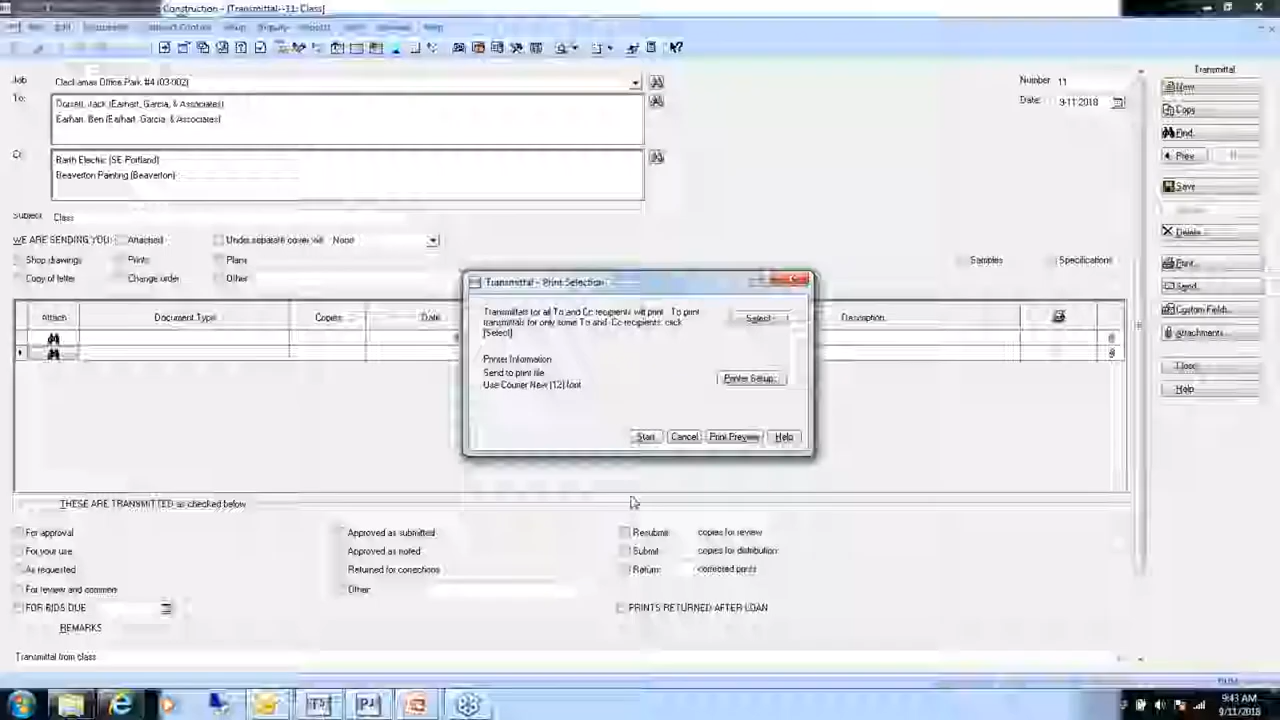 Construction - [Transmittal--11: Class]
Job Clackamas Office Park #4 (03-002) Number 11
Date: 9-11-2018
To: Dorsett, Jack (Earhart, Garcia, & Associates)
Earhart, Ben (Earhart, Garcia, & Associates)
Cc Barth Electric (SE-Portland)
Beaverton Painting (Beaverton)
Subject Class
WE ARE SENDING YOU: Attached Under separate cover via None
Shop drawings Prints Plans Samples Specifications
Copy of letter Change order Other
Attach Document Type Copies Date Description
Transmittal - Print Selection
Transmittals for all To and Cc recipients will print. To print
transmittals for only some To and Cc recipients, click
[Select]
Select...
Printer Information
Send to print file
Use Courier New (12) font
Printer Setup...
Start Cancel Print Preview Help
THESE ARE TRANSMITTED as checked below
For approval Approved as submitted Resubmit copies for review
For your use Approved as noted Submit copies for distribution
As requested Returned for corrections Return corrected prints
For review and comment Other
FOR BIDS DUE PRINTS RETURNED AFTER LOAN
REMARKS
Transmittal from class
Transmittal
New
Copy
Find
Prev
Save
Delete...
Print...
Send...
Custom Fields...
Attachments...
Close
Help
9:43 AM
9/11/2018